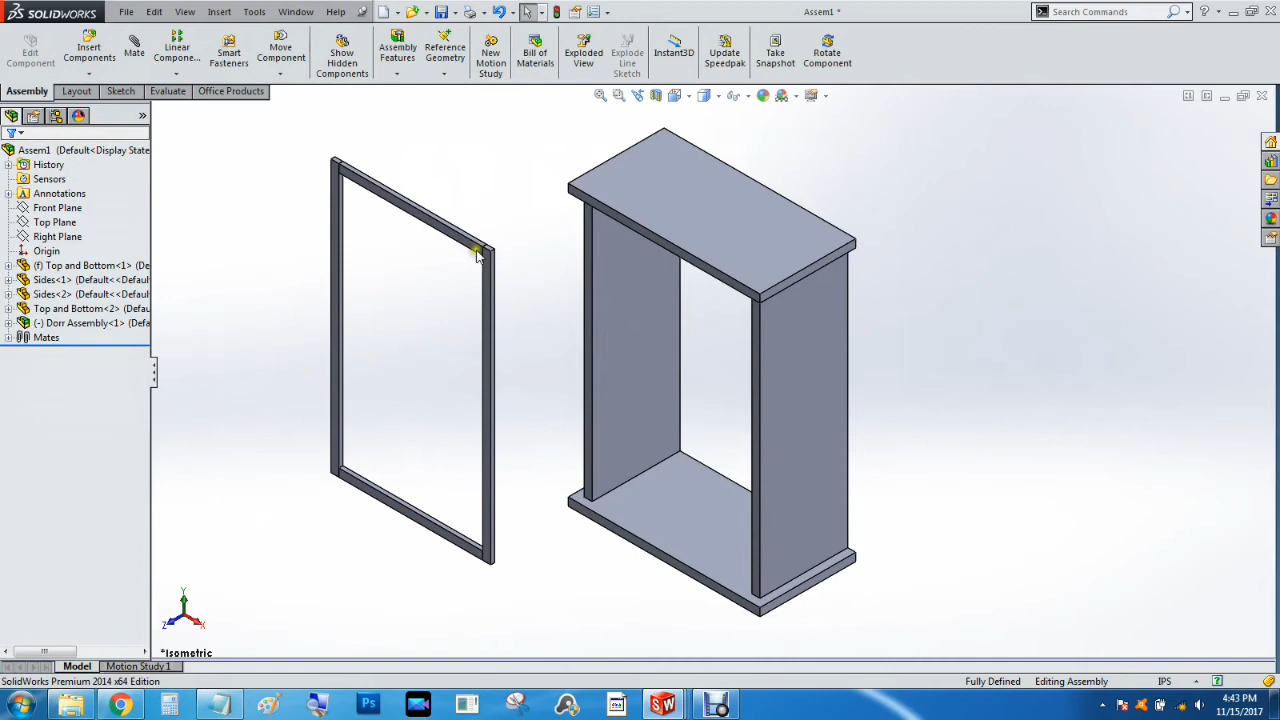 SOLIDWORKS File Edit View Insert Tools Window Help Assem1 * Search Commands
Edit Component Insert Components Mate Linear Compone... Smart Fasteners Move Component Show Hidden Components Assembly Features Reference Geometry New Motion Study Bill of Materials Exploded View Explode Line Sketch Instant3D Update Speedpak Take Snapshot Rotate Component
Assembly Layout Sketch Evaluate Office Products
Assem1 (Default<Display State
History
Sensors
Annotations
Front Plane
Top Plane
Right Plane
Origin
(f) Top and Bottom<1> (De
Sides<1> (Default<<Default
Sides<2> (Default<<Default
Top and Bottom<2> (Defau
(-) Dorr Assembly<1> (Defa
Mates
Y
Z X
*Isometric
Model Motion Study 1
SolidWorks Premium 2014 x64 Edition Fully Defined Editing Assembly IPS
4:43 PM
11/15/2017